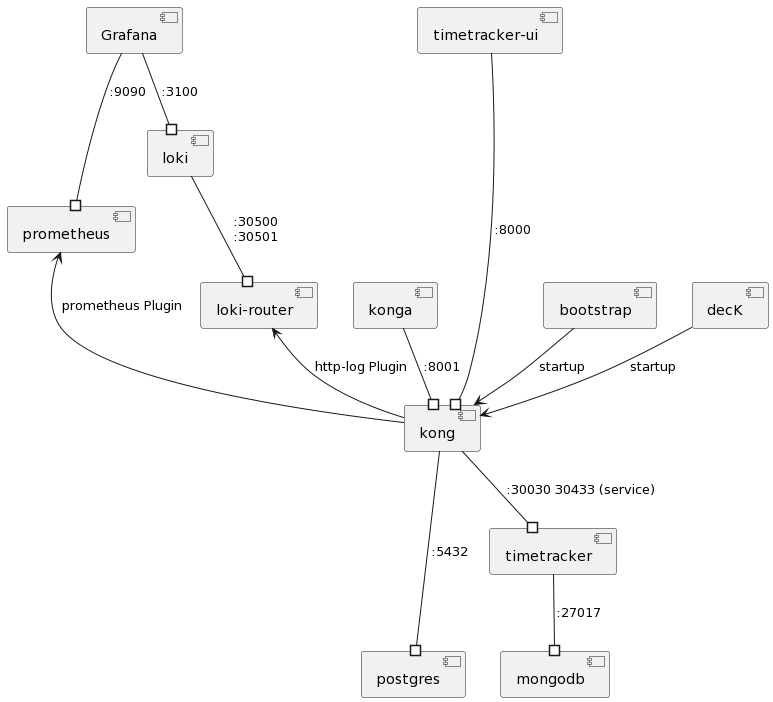 Grafana
timetracker-ui
:9090
:3100
loki
prometheus
:30500
:30501
:8000
loki-router
konga
bootstrap
decK
prometheus Plugin
http-log Plugin
:8001
startup
startup
kong
:30030 30433 (service)
:5432
timetracker
:27017
postgres
mongodb